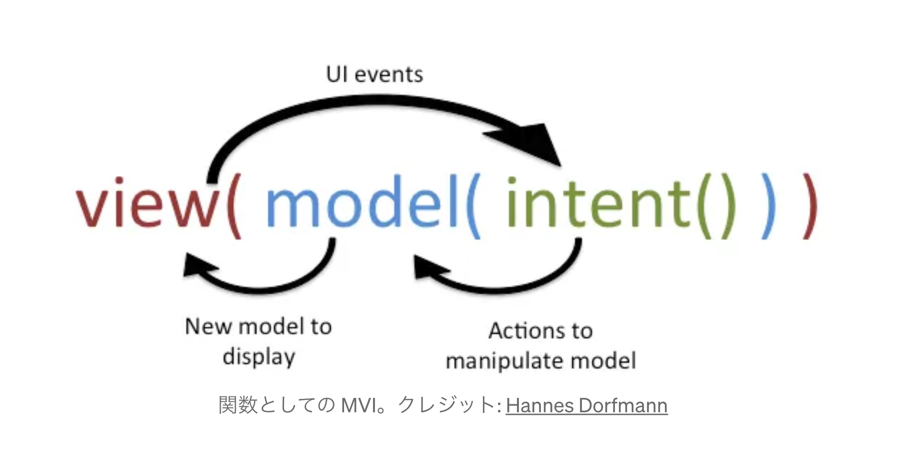 UI events
view( model( intent() ) )
New model to
display
Actions to
manipulate model
関数としての MVI。クレジット: Hannes Dorfmann